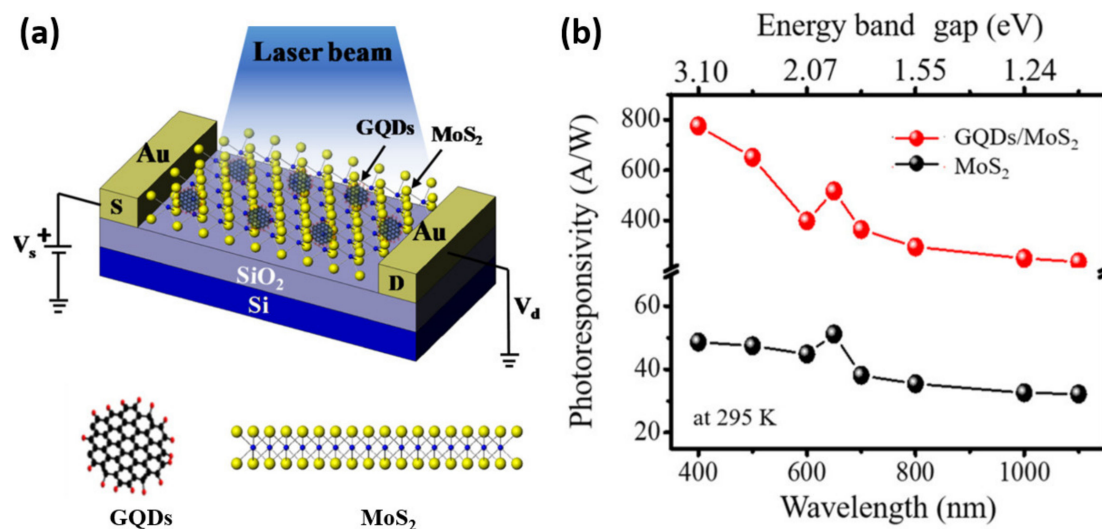 (a)
Laser beam
GQDs
MoS₂
Au
S
Au
D
Vₛ
+
SiO₂
Si
V_d
GQDs
MoS₂
(b)
Energy band gap (eV)
3.10 2.07 1.55 1.24
Photoresponsivity (A/W)
800
600
400
60
40
20
GQDs/MoS₂
MoS₂
at 295 K
400 600 800 1000
Wavelength (nm)